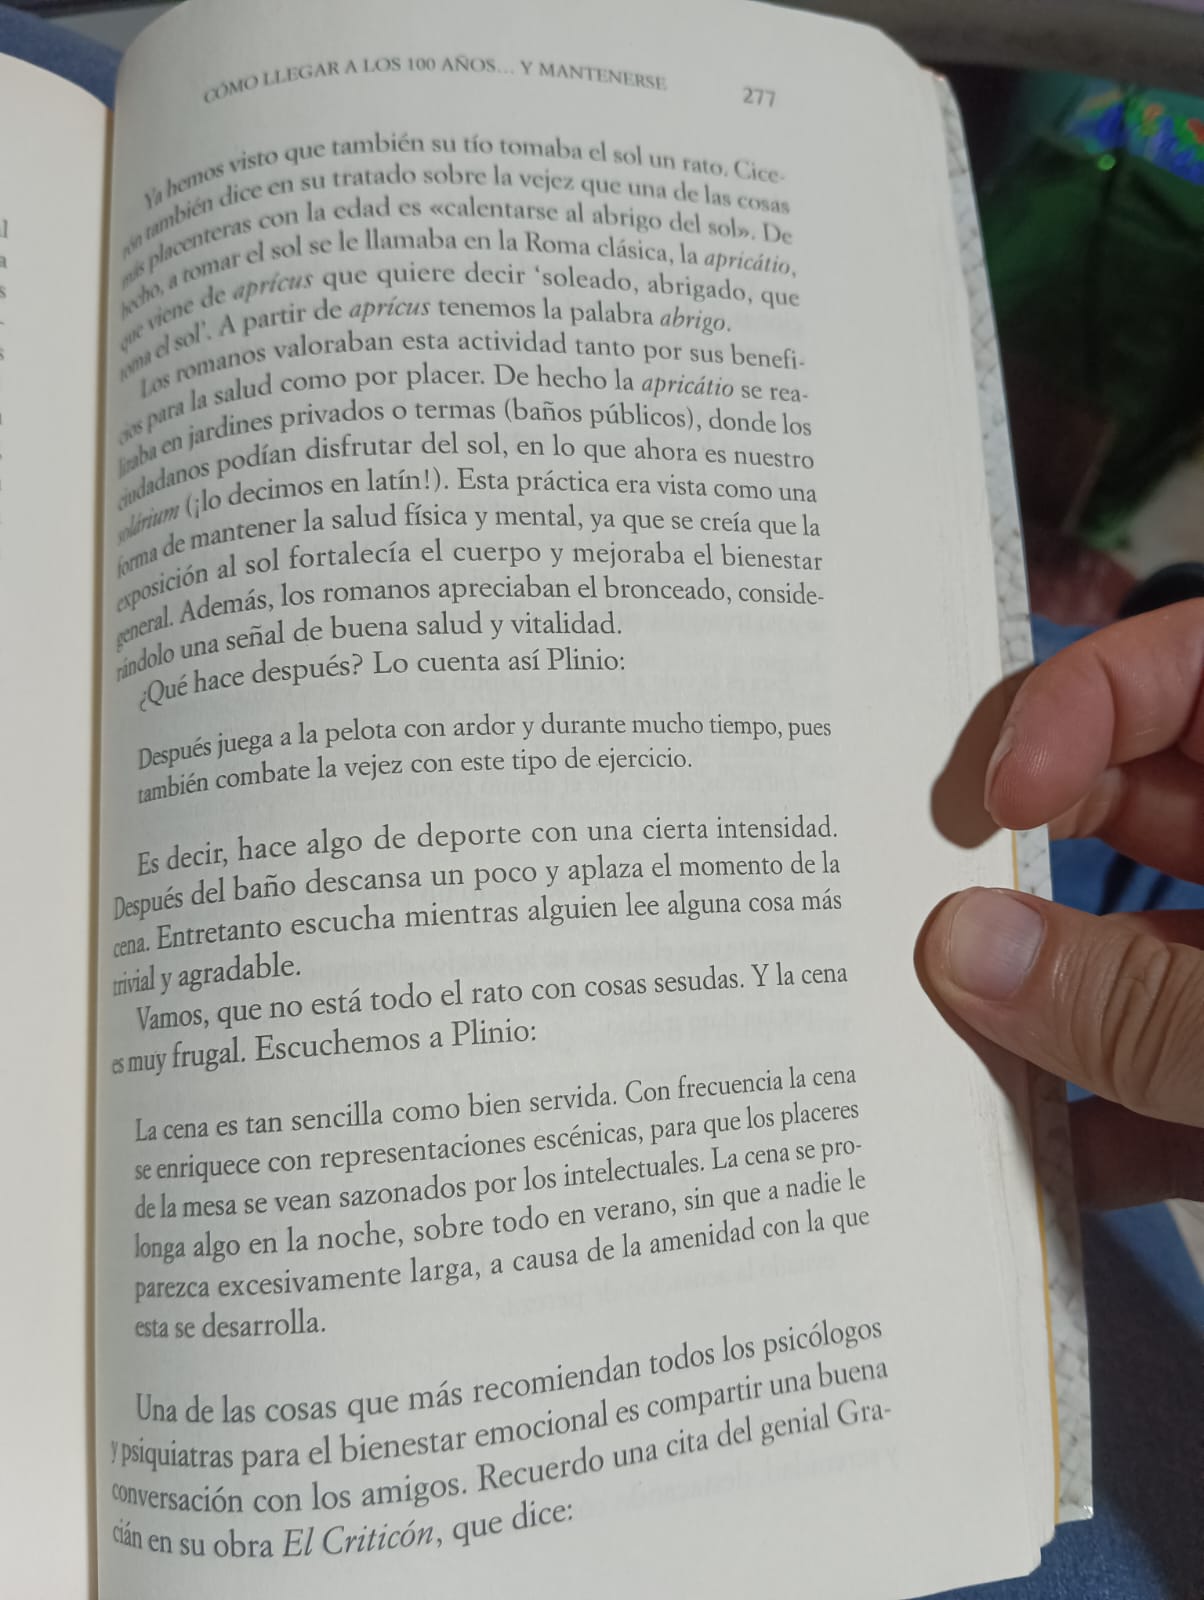 CÓMO LLEGAR A LOS 100 AÑOS... Y MANTENERSE 277
Ya hemos visto que también su tío tomaba el sol un rato. Cice-
rón también dice en su tratado sobre la vejez que una de las cosas
más placenteras con la edad es «calentarse al abrigo del sol». De
hecho, a tomar el sol se le llamaba en la Roma clásica, la apricátio,
que viene de aprícus que quiere decir ‘soleado, abrigado, que
toma el sol’. A partir de aprícus tenemos la palabra abrigo.
Los romanos valoraban esta actividad tanto por sus benefi-
cios para la salud como por placer. De hecho la apricátio se rea-
lizaba en jardines privados o termas (baños públicos), donde los
ciudadanos podían disfrutar del sol, en lo que ahora es nuestro
solárium (¡lo decimos en latín!). Esta práctica era vista como una
forma de mantener la salud física y mental, ya que se creía que la
exposición al sol fortalecía el cuerpo y mejoraba el bienestar
general. Además, los romanos apreciaban el bronceado, conside-
rándolo una señal de buena salud y vitalidad.
¿Qué hace después? Lo cuenta así Plinio:
Después juega a la pelota con ardor y durante mucho tiempo, pues
también combate la vejez con este tipo de ejercicio.
Es decir, hace algo de deporte con una cierta intensidad.
Después del baño descansa un poco y aplaza el momento de la
cena. Entretanto escucha mientras alguien lee alguna cosa más
trivial y agradable.
Vamos, que no está todo el rato con cosas sesudas. Y la cena
es muy frugal. Escuchemos a Plinio:
La cena es tan sencilla como bien servida. Con frecuencia la cena
se enriquece con representaciones escénicas, para que los placeres
de la mesa se vean sazonados por los intelectuales. La cena se pro-
longa algo en la noche, sobre todo en verano, sin que a nadie le
parezca excesivamente larga, a causa de la amenidad con la que
esta se desarrolla.
Una de las cosas que más recomiendan todos los psicólogos
y psiquiatras para el bienestar emocional es compartir una buena
conversación con los amigos. Recuerdo una cita del genial Gra-
cián en su obra El Criticón, que dice: